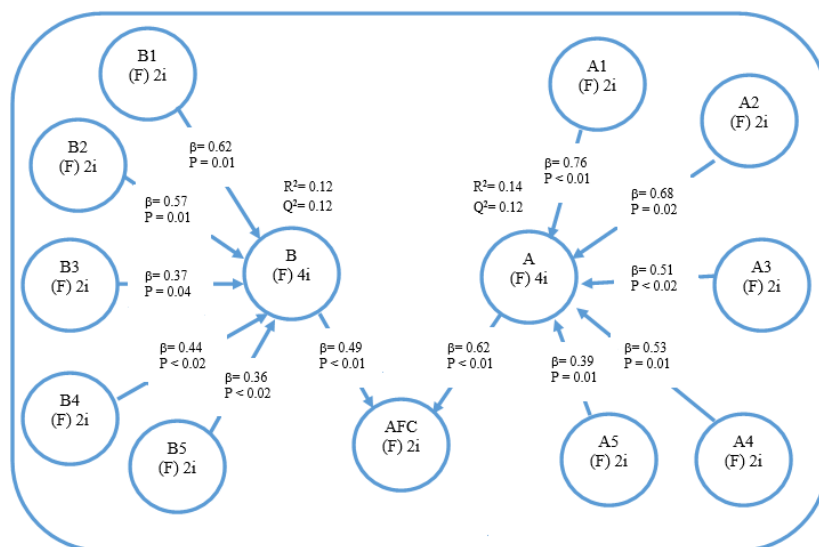 B1
(F) 2i
A1
(F) 2i
A2
(F) 2i
B2
(F) 2i
β= 0.62
P = 0.01
β= 0.76
P < 0.01
R²= 0.12
Q²= 0.12
R²= 0.14
Q²= 0.12
β= 0.68
P = 0.02
β= 0.57
P = 0.01
B
(F) 4i
A
(F) 4i
B3
(F) 2i
β= 0.37
P = 0.04
β= 0.51
P < 0.02
A3
(F) 2i
β= 0.44
P < 0.02
β= 0.49
P < 0.01
β= 0.62
P < 0.01
β= 0.53
P = 0.01
β= 0.39
P = 0.01
β= 0.36
P < 0.02
B4
(F) 2i
B5
(F) 2i
AFC
(F) 2i
A5
(F) 2i
A4
(F) 2i